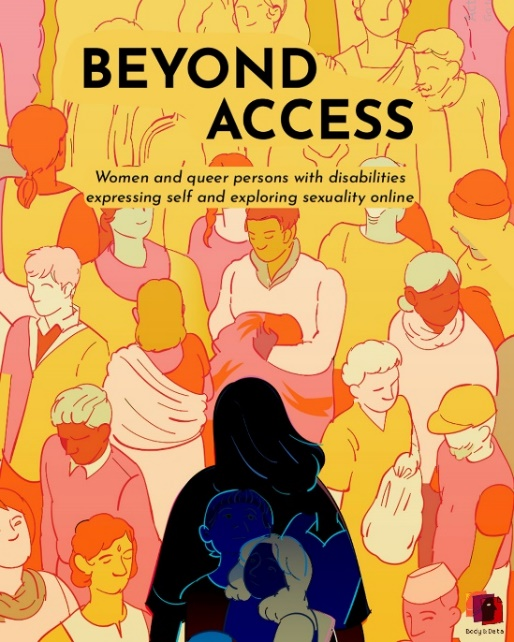 BEYOND
ACCESS
Women and queer persons with disabilities
expressing self and exploring sexuality online
Body & Data